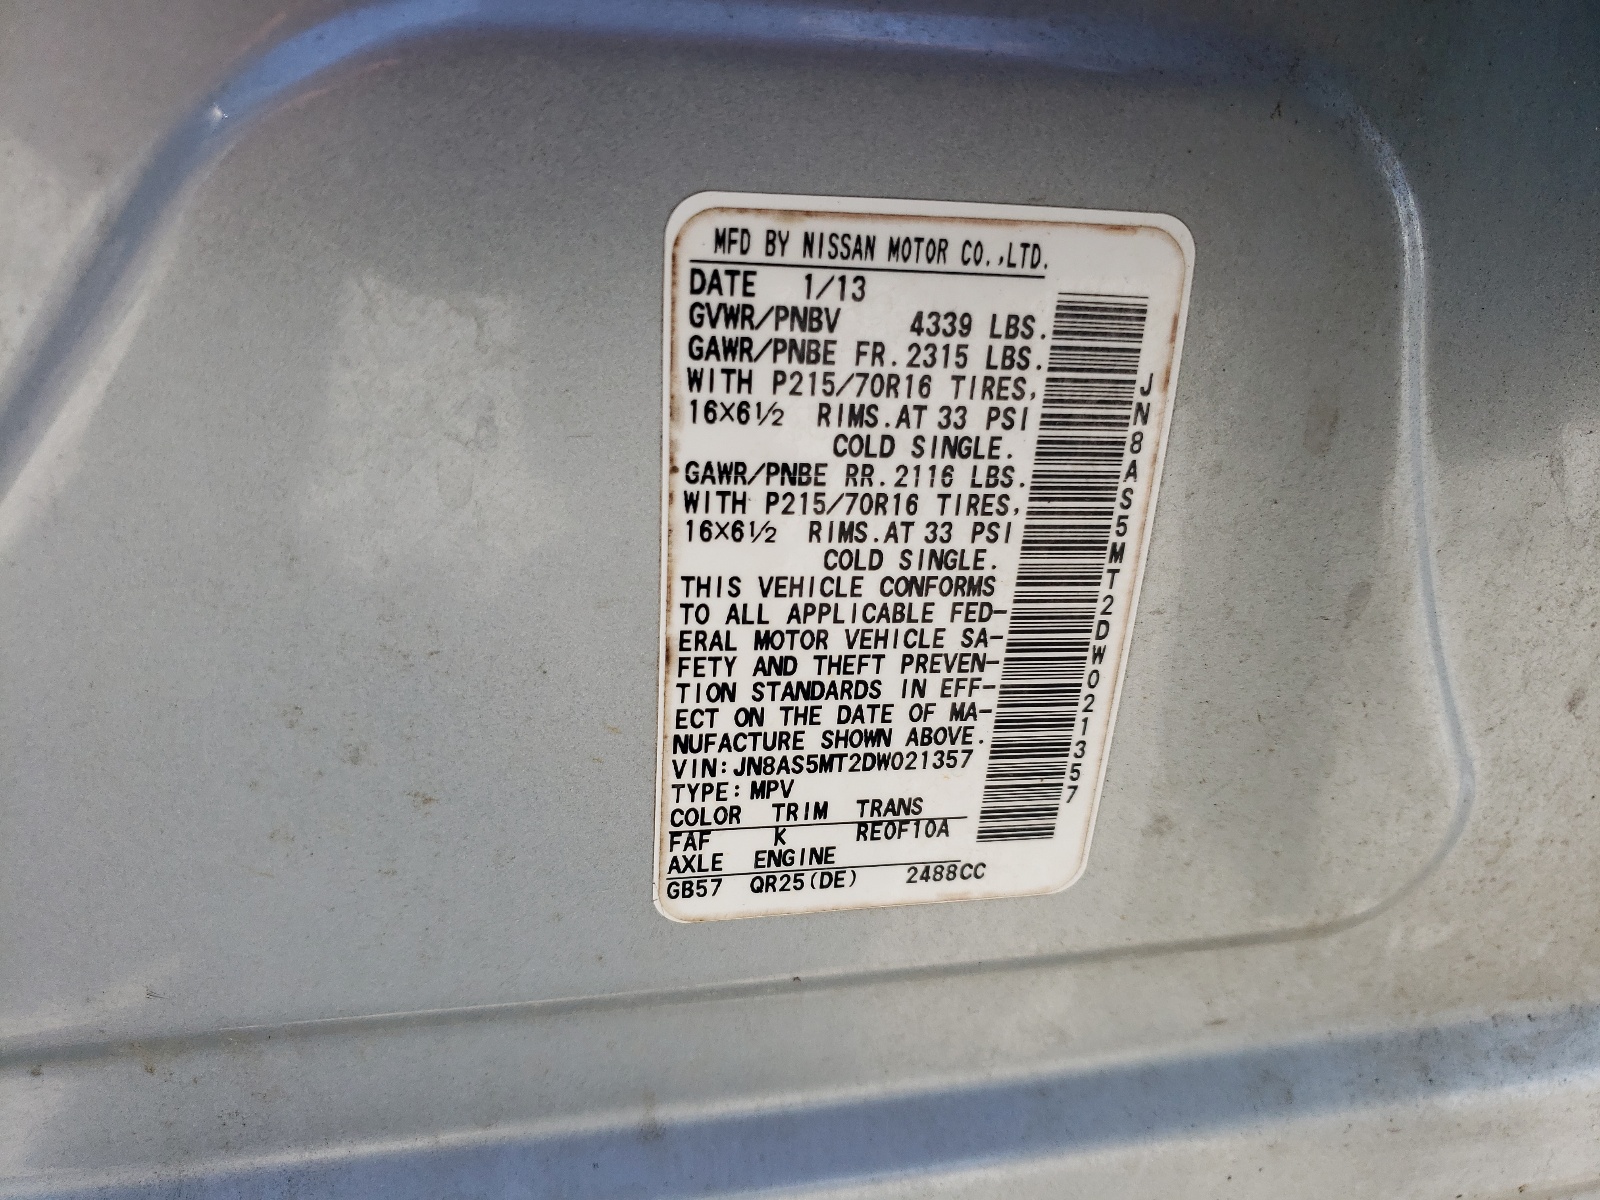 MFD BY NISSAN MOTOR CO.,LTD.
DATE 1/13
GVWR/PNBV 4339 LBS.
GAWR/PNBE FR. 2315 LBS.
WITH P215/70R16 TIRES,
16X6½ RIMS. AT 33 PSI
COLD SINGLE.
GAWR/PNBE RR. 2116 LBS.
WITH P215/70R16 TIRES,
16X6½ RIMS. AT 33 PSI
COLD SINGLE.
THIS VEHICLE CONFORMS
TO ALL APPLICABLE FED-
ERAL MOTOR VEHICLE SA-
FETY AND THEFT PREVEN-
TION STANDARDS IN EFF-
ECT ON THE DATE OF MA-
NUFACTURE SHOWN ABOVE.
VIN: JN8AS5MT2DW021357
TYPE: MPV
COLOR TRIM TRANS
FAF K RE0F10A
AXLE ENGINE
GB57 QR25(DE) 2488CC
JN8AS5MT2DW021357